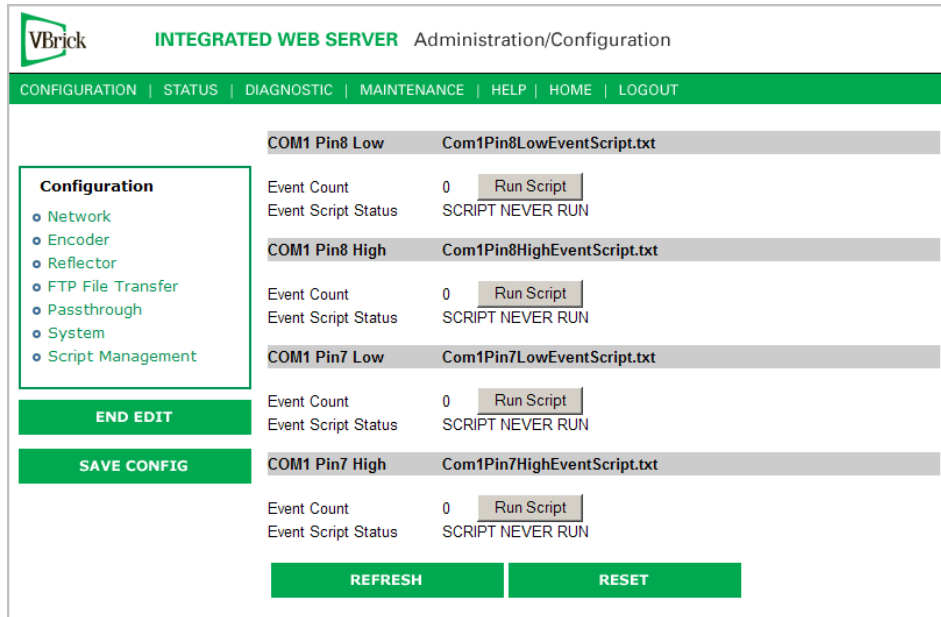 VBrick INTEGRATED WEB SERVER Administration/Configuration
CONFIGURATION | STATUS | DIAGNOSTIC | MAINTENANCE | HELP | HOME | LOGOUT
Configuration
Network
Encoder
Reflector
FTP File Transfer
Passthrough
System
Script Management
END EDIT
SAVE CONFIG
COM1 Pin8 Low Com1Pin8LowEventScript.txt
Event Count 0 Run Script
Event Script Status SCRIPT NEVER RUN
COM1 Pin8 High Com1Pin8HighEventScript.txt
Event Count 0 Run Script
Event Script Status SCRIPT NEVER RUN
COM1 Pin7 Low Com1Pin7LowEventScript.txt
Event Count 0 Run Script
Event Script Status SCRIPT NEVER RUN
COM1 Pin7 High Com1Pin7HighEventScript.txt
Event Count 0 Run Script
Event Script Status SCRIPT NEVER RUN
REFRESH RESET